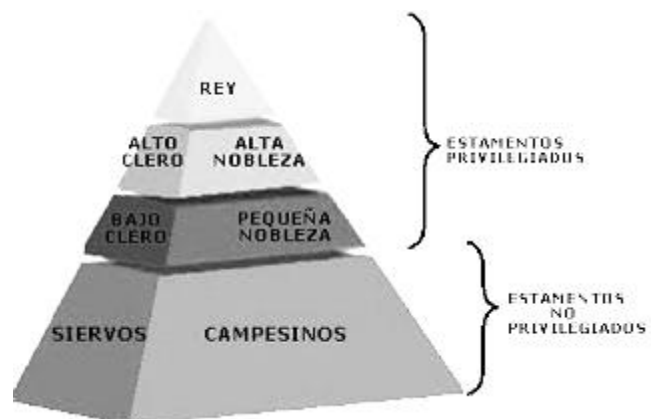 REY
ALTO
CLERO
ALTA
NOBLEZA
ESTAMENTOS
PRIVILEGIADOS
BAJO
CLERO
PEQUEÑA
NOBLEZA
SIERVOS
CAMPESINOS
ESTAMENTOS
NO
PRIVILEGIADOS